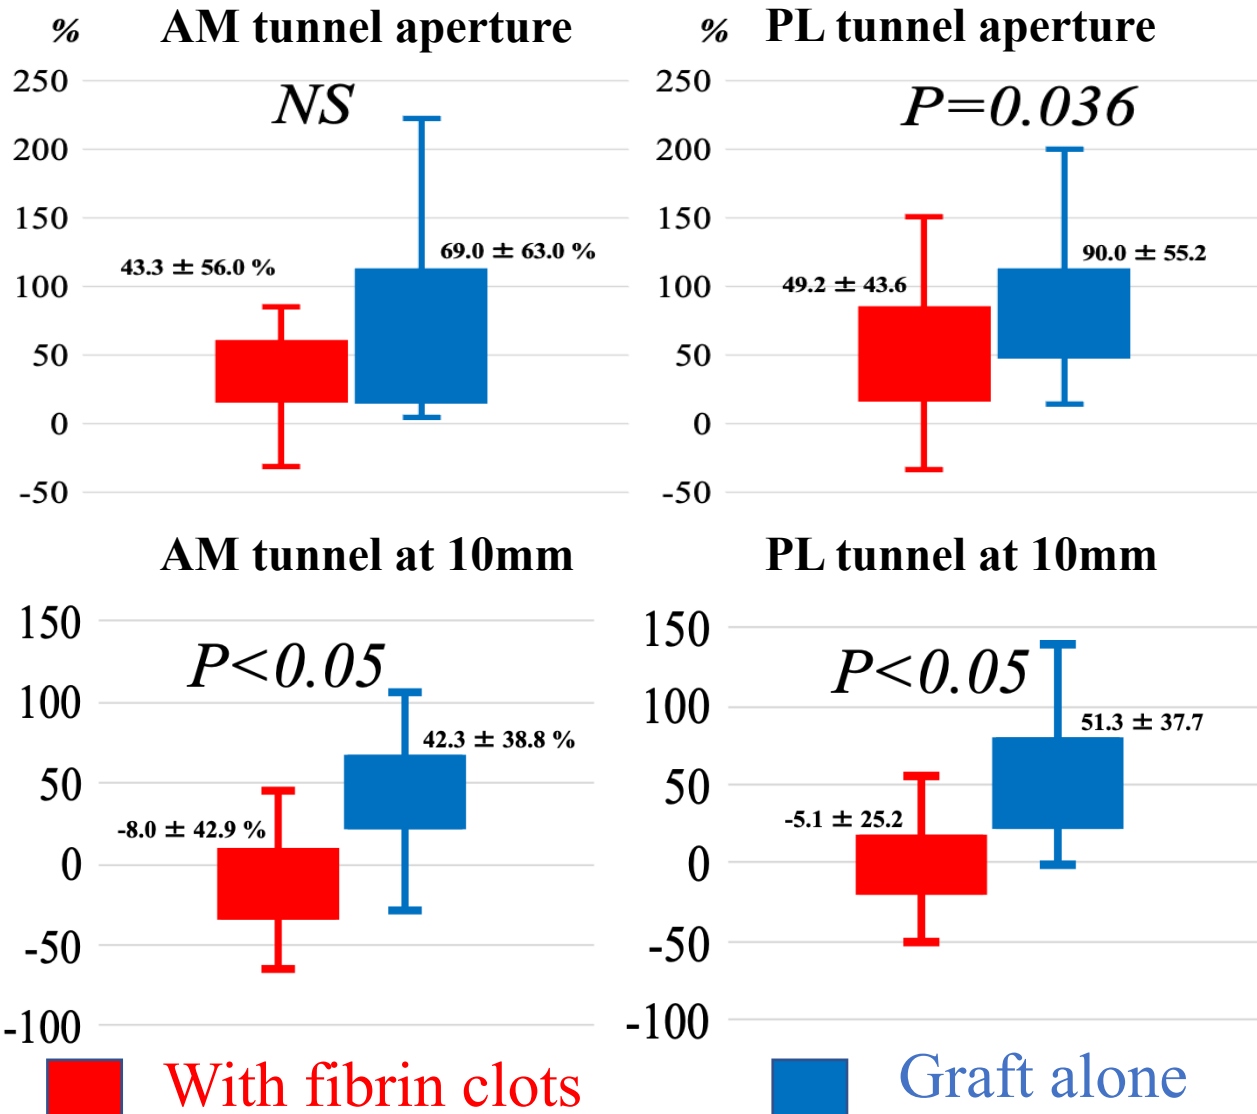 % AM tunnel aperture
% PL tunnel aperture
250
200
150
100
50
0
-50
NS
43.3 ± 56.0 %
69.0 ± 63.0 %
250
200
150
100
50
0
-50
P=0.036
49.2 ± 43.6
90.0 ± 55.2
AM tunnel at 10mm
PL tunnel at 10mm
150
100
50
0
-50
-100
P<0.05
-8.0 ± 42.9 %
42.3 ± 38.8 %
150
100
50
0
-50
-100
P<0.05
-5.1 ± 25.2
51.3 ± 37.7
With fibrin clots
Graft alone